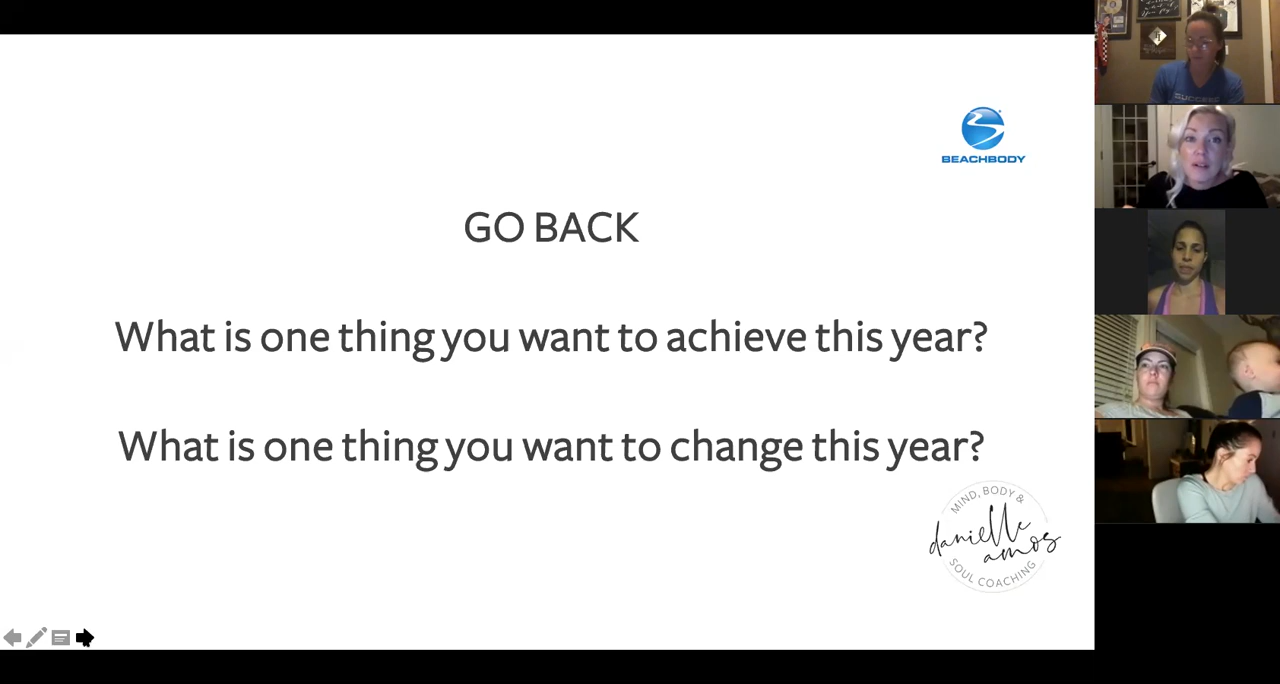 BEACHBODY
GO BACK
What is one thing you want to achieve this year?
What is one thing you want to change this year?
MIND, BODY &
danielle
amos
SOUL COACHING
SUCCESS